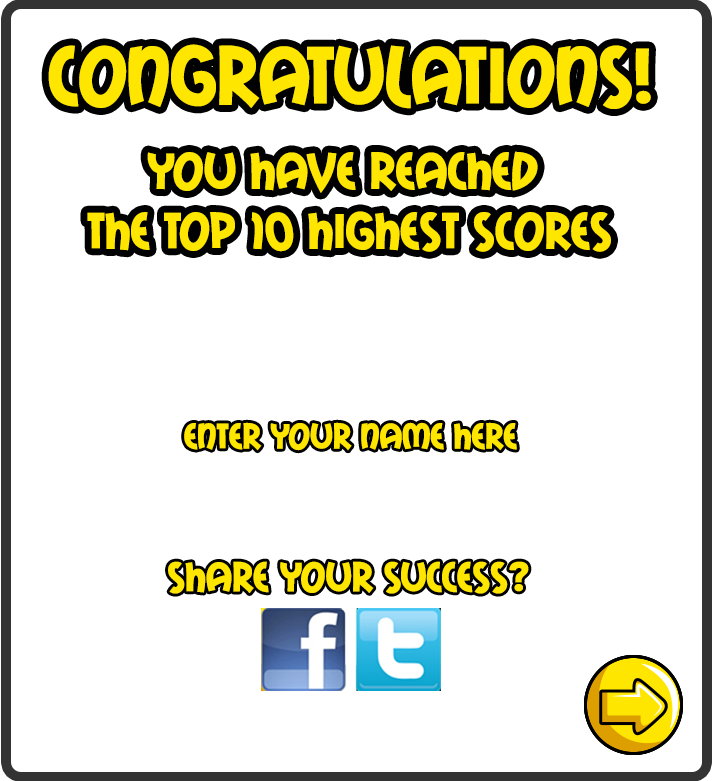 CONGRATULATIONS!
YOU HAVE REACHED
THE TOP 10 HIGHEST SCORES
ENTER YOUR NAME HERE
SHARE YOUR SUCCESS?
f t